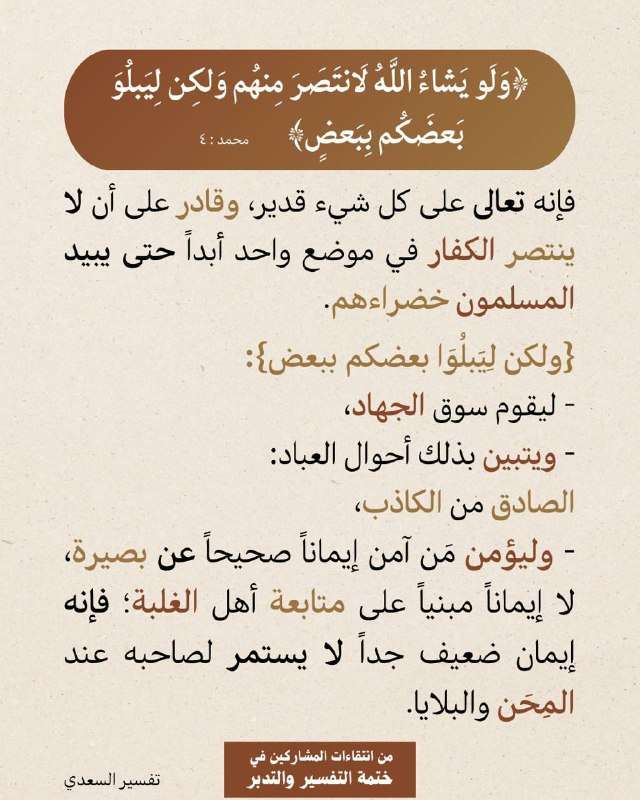 ﴿وَلَو يَشاءُ اللَّهُ لَانتَصَرَ مِنهُم وَلكِن لِيَبلُوَ
بَعضَكُم بِبَعضٍ﴾ محمد : ٤
فإنه تعالى على كل شيء قدير، وقادر على أن لا
ينتصر الكفار في موضع واحد أبداً حتى يبيد
المسلمون خضراءهم.
{ولكن لِيَبلُوَا بعضكم ببعض}:
- ليقوم سوق الجهاد،
- ويتبين بذلك أحوال العباد:
الصادق من الكاذب،
- وليؤمن مَن آمن إيماناً صحيحاً عن بصيرة،
لا إيماناً مبنياً على متابعة أهل الغلبة؛ فإنه
إيمان ضعيف جداً لا يستمر لصاحبه عند
المِحَن والبلايا.
من انتقاءات المشاركين في
ختمة التفسير والتدبر
تفسير السعدي